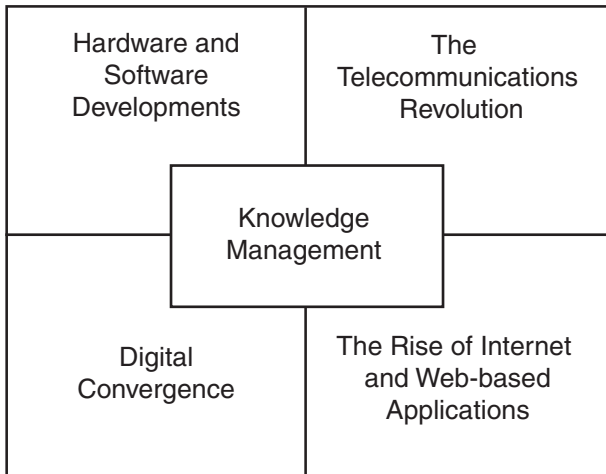 Hardware and
Software
Developments
The
Telecommunications
Revolution
Knowledge
Management
Digital
Convergence
The Rise of Internet
and Web-based
Applications